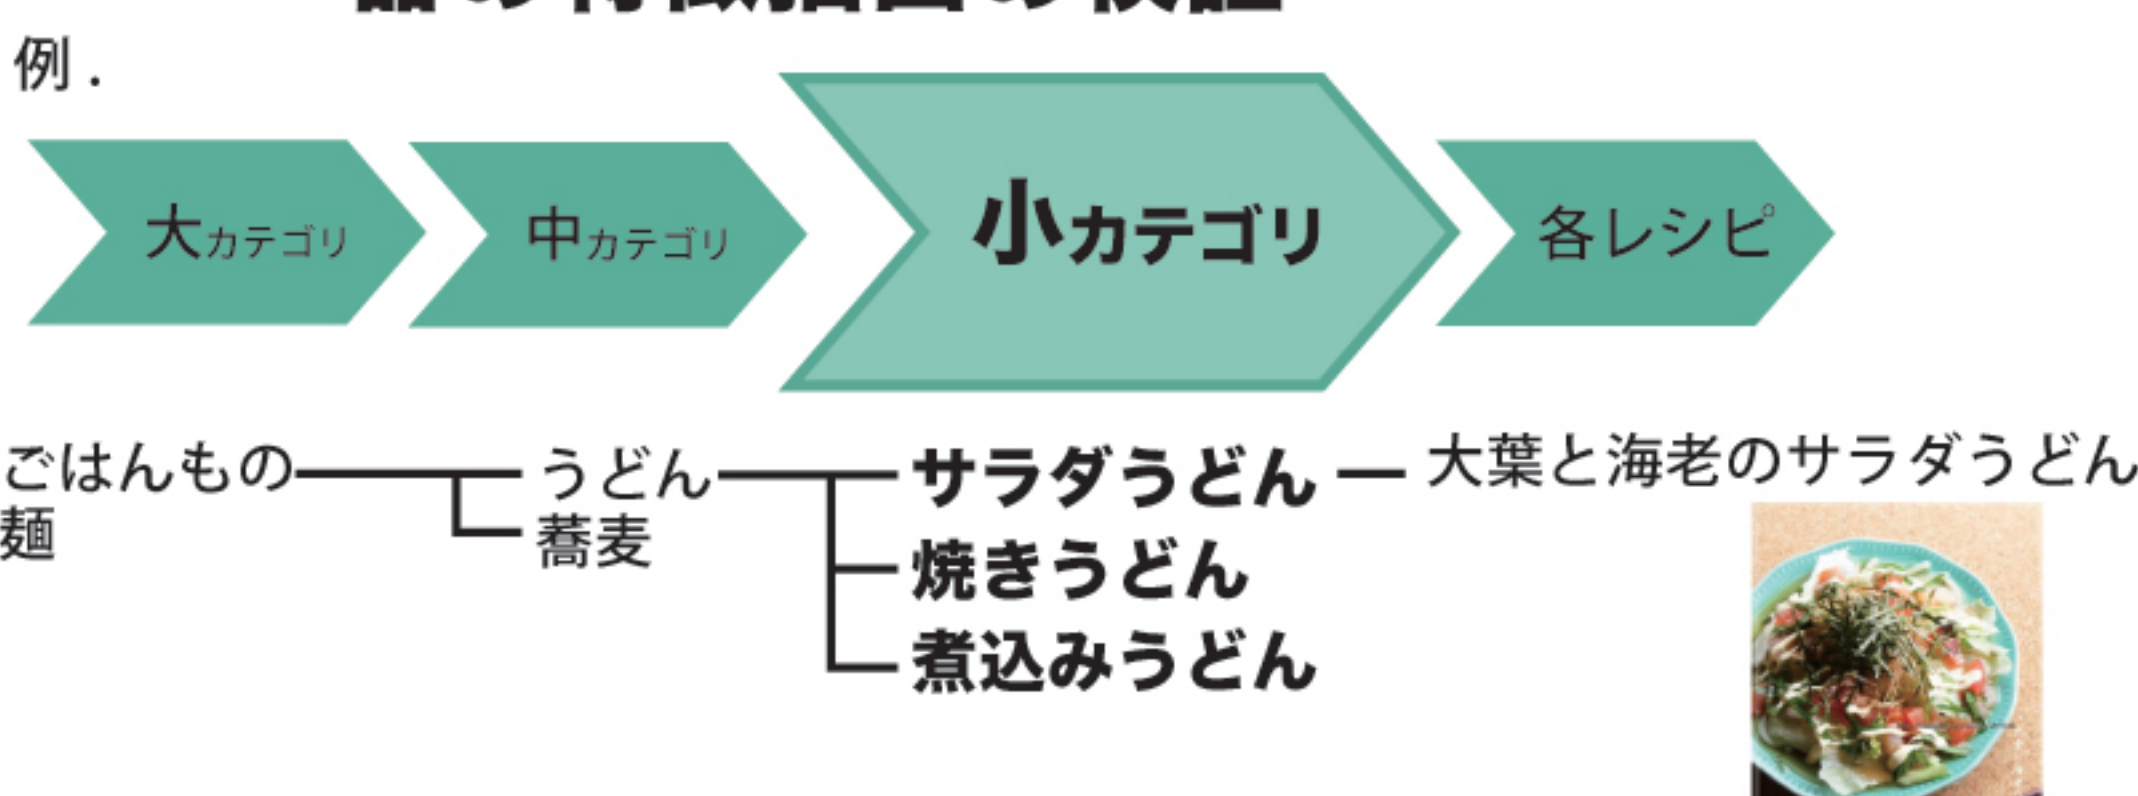 例.
大カテゴリ
中カテゴリ
小カテゴリ
各レシピ
ごはんもの
麺
うどん
蕎麦
サラダうどん
焼きうどん
煮込みうどん
大葉と海老のサラダうどん